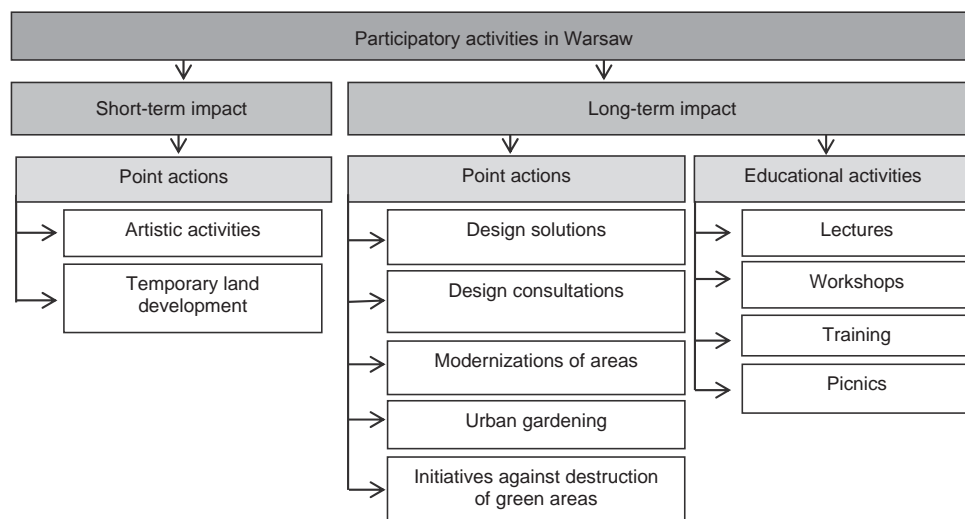 Participatory activities in Warsaw
Short-term impact
Long-term impact
Point actions
Point actions
Educational activities
Artistic activities
Temporary land
development
Design solutions
Design consultations
Modernizations of areas
Urban gardening
Initiatives against destruction
of green areas
Lectures
Workshops
Training
Picnics